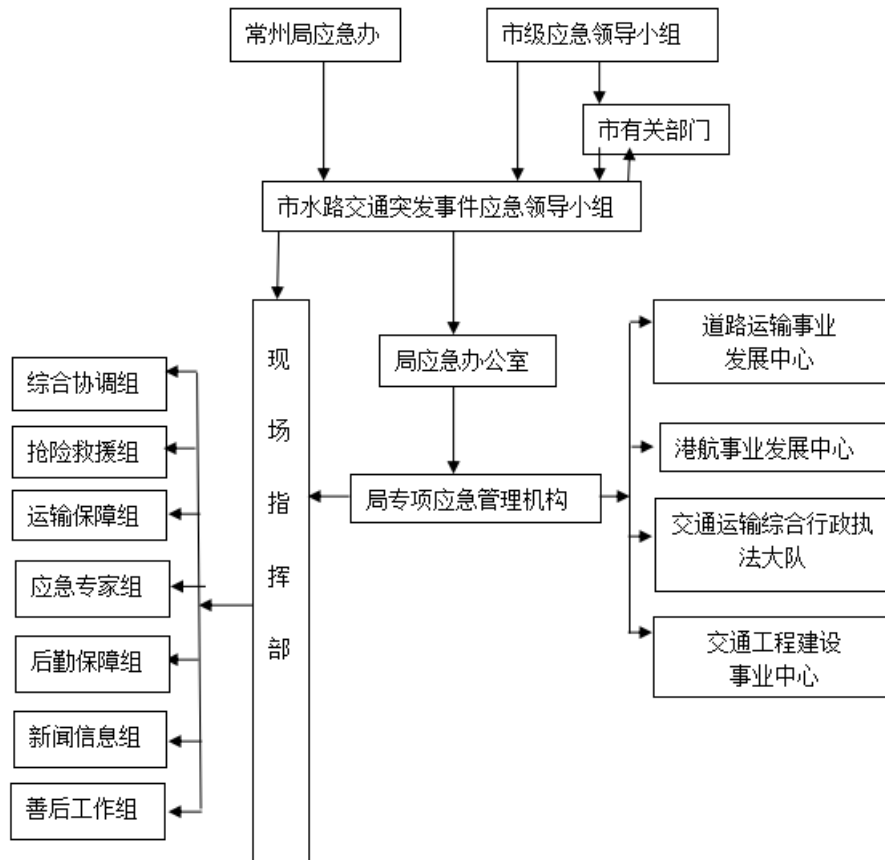 常州局应急办
市级应急领导小组
市有关部门
市水路交通突发事件应急领导小组
现
场
指
挥
部
局应急办公室
局专项应急管理机构
道路运输事业
发展中心
港航事业发展中心
交通运输综合行政执
法大队
交通工程建设
事业中心
综合协调组
抢险救援组
运输保障组
应急专家组
后勤保障组
新闻信息组
善后工作组